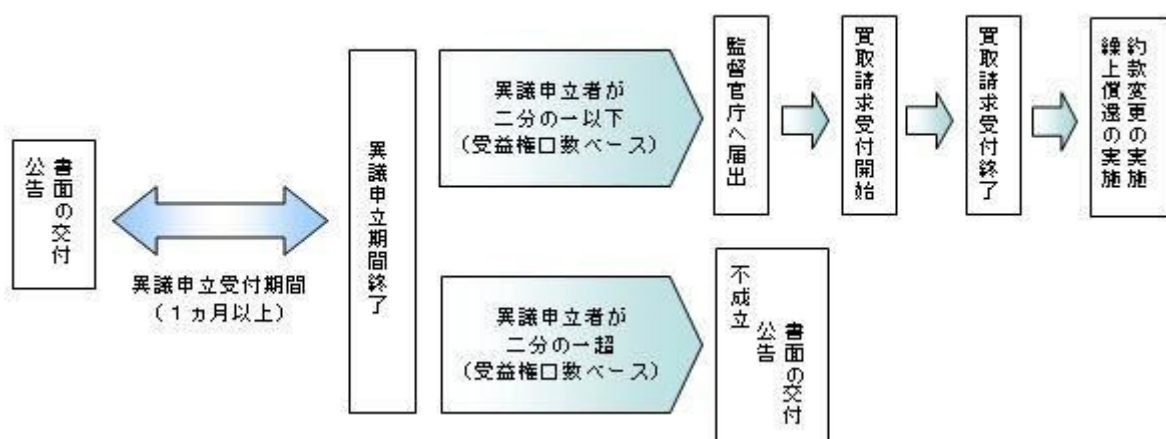 書面の交付
公告
異議申立受付期間
(1ヵ月以上)
異議申立期間終了
異議申立者が
二分の一以下
(受益権口数ベース)
監督官庁へ届出
買取請求受付開始
買取請求受付終了
約款変更の実施
繰上償還の実施
異議申立者が
二分の一超
(受益権口数ベース)
不成立
書面の交付
公告